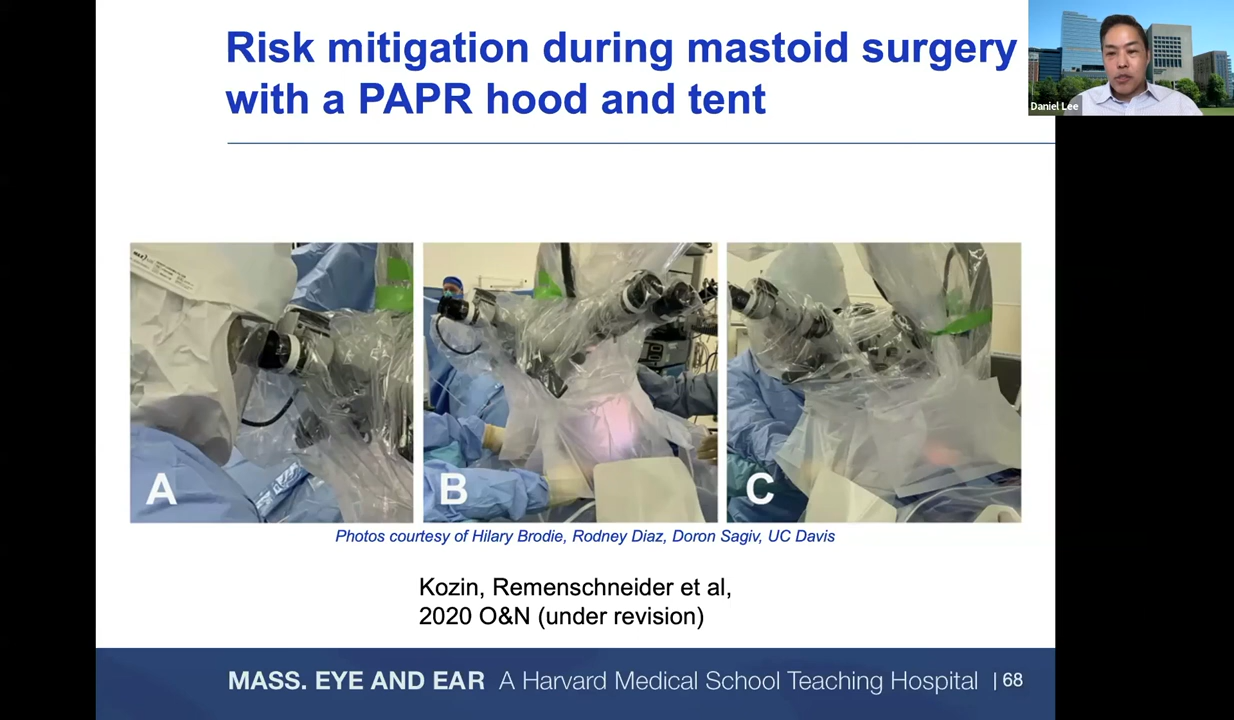 Risk mitigation during mastoid surgery
with a PAPR hood and tent
Daniel Lee
A
B
C
Photos courtesy of Hilary Brodie, Rodney Diaz, Doron Sagiv, UC Davis
Kozin, Remenschneider et al,
2020 O&N (under revision)
MASS. EYE AND EAR A Harvard Medical School Teaching Hospital | 68